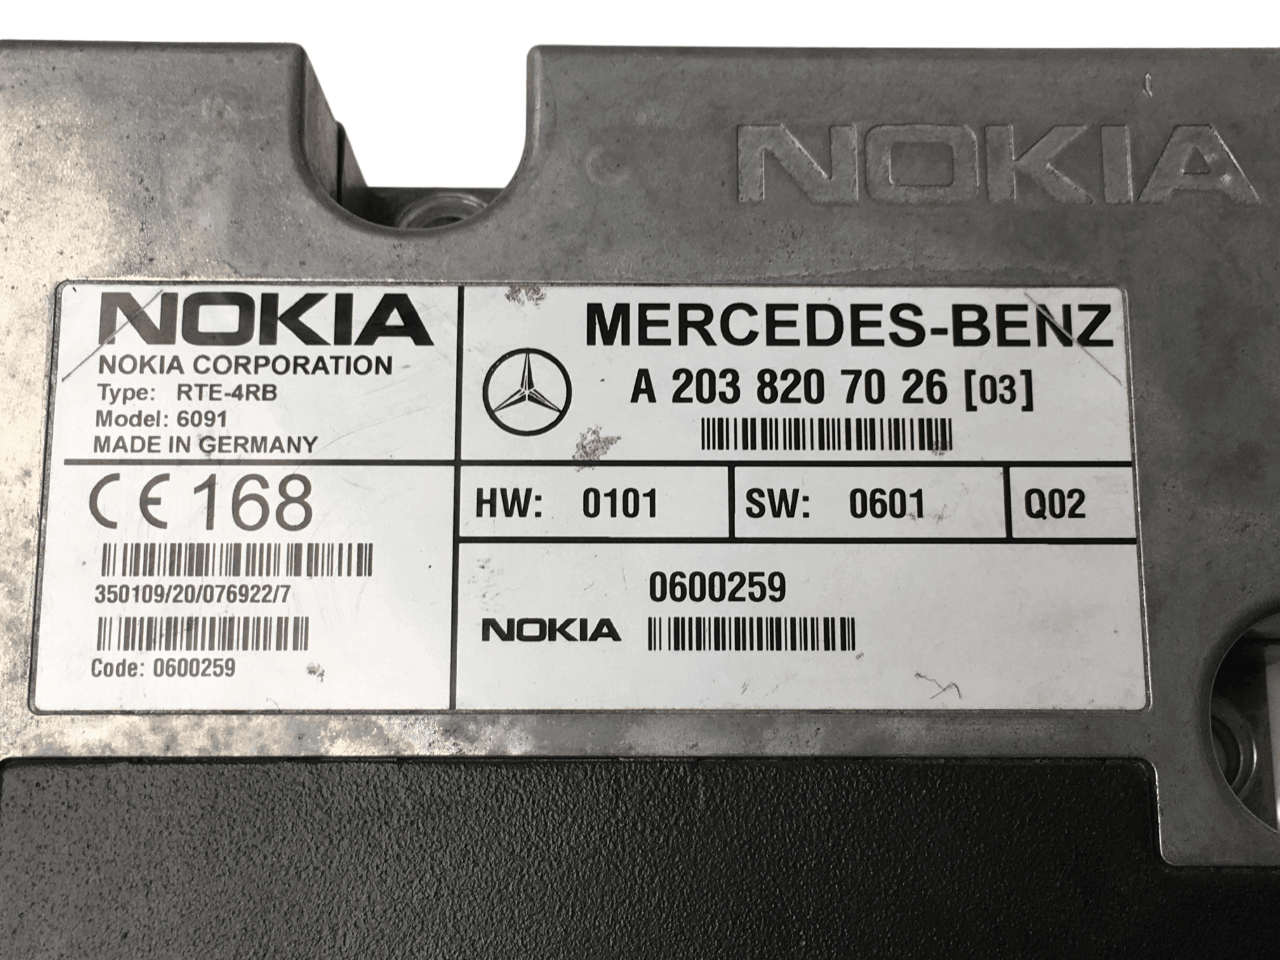 NOKIA
NOKIA
NOKIA CORPORATION
Type: RTE-4RB
Model: 6091
MADE IN GERMANY
CE 168
350109/20/076922/7
Code: 0600259
MERCEDES-BENZ
A 203 820 70 26 [03]
HW: 0101
SW: 0601
Q02
0600259
NOKIA